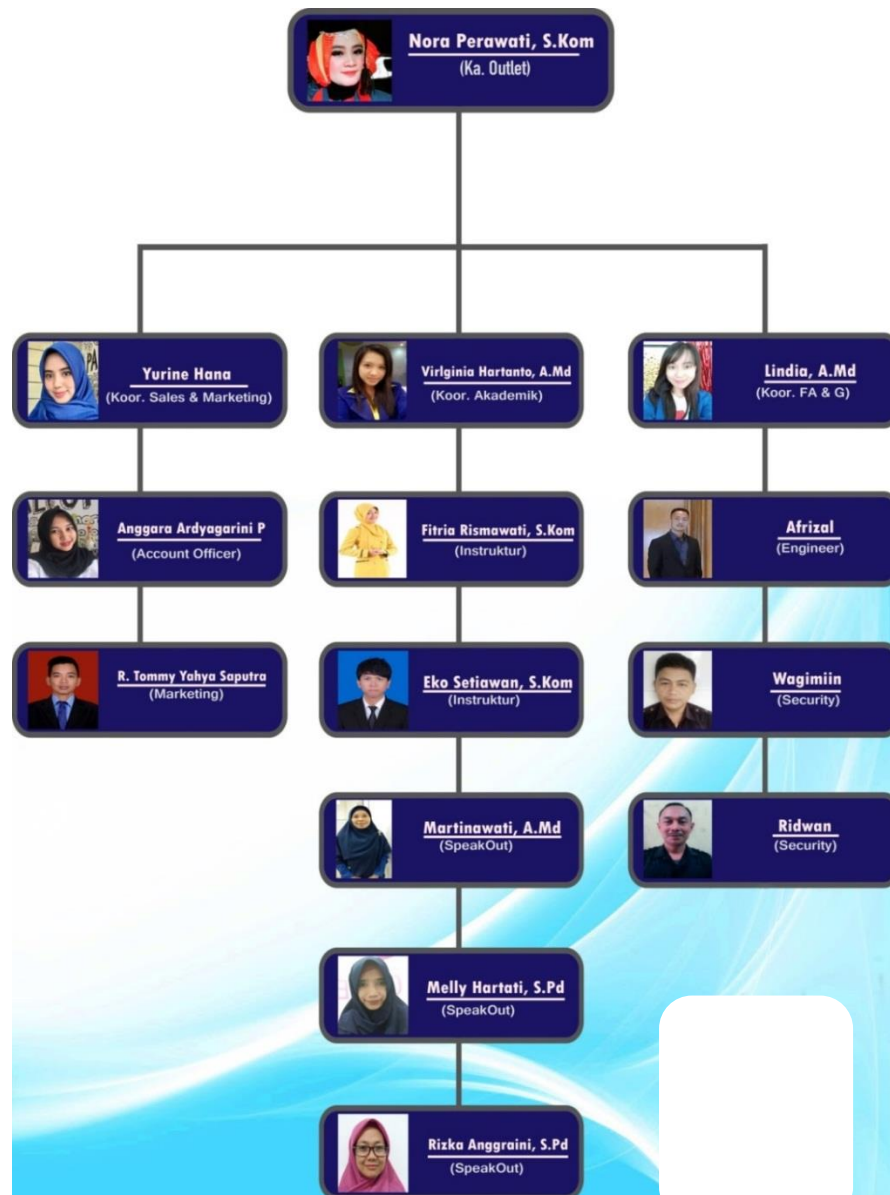 Nora Perawati, S.Kom
(Ka. Outlet)
Yurine Hana
(Koor. Sales & Marketing)
Virlginia Hartanto, A.Md
(Koor. Akademik)
Lindia, A.Md
(Koor. FA & G)
Anggara Ardyagarini P
(Account Officer)
Fitria Rismawati, S.Kom
(Instruktur)
Afrizal
(Engineer)
R. Tommy Yahya Saputra
(Marketing)
Eko Setiawan, S.Kom
(Instruktur)
Wagimiin
(Security)
Martinawati, A.Md
(SpeakOut)
Ridwan
(Security)
Melly Hartati, S.Pd
(SpeakOut)
Rizka Anggraini, S.Pd
(SpeakOut)